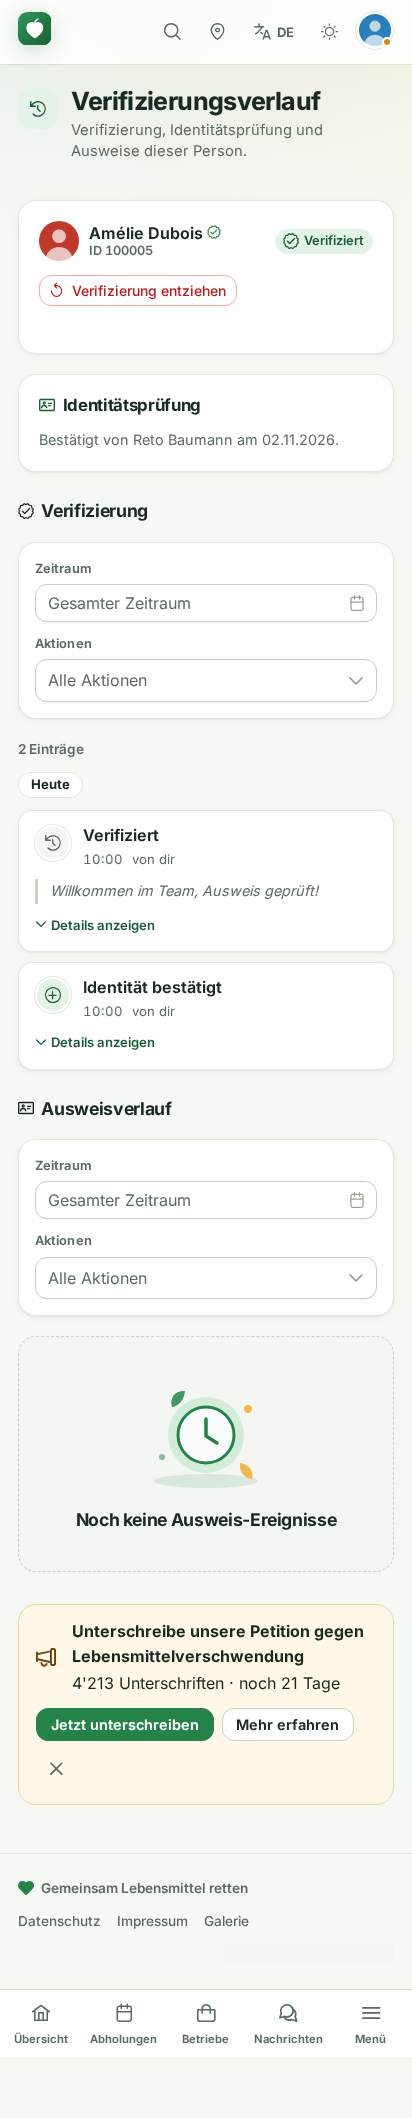 DE
Verifizierungsverlauf
Verifizierung, Identitätsprüfung und
Ausweise dieser Person.
Amélie Dubois
ID 100005
Verifiziert
Verifizierung entziehen
Identitätsprüfung
Bestätigt von Reto Baumann am 02.11.2026.
Verifizierung
Zeitraum
Gesamter Zeitraum
Aktionen
Alle Aktionen
2 Einträge
Heute
Verifiziert
10:00 von dir
Willkommen im Team, Ausweis geprüft!
Details anzeigen
Identität bestätigt
10:00 von dir
Details anzeigen
Ausweisverlauf
Zeitraum
Gesamter Zeitraum
Aktionen
Alle Aktionen
Noch keine Ausweis-Ereignisse
Unterschreibe unsere Petition gegen
Lebensmittelverschwendung
4'213 Unterschriften · noch 21 Tage
Jetzt unterschreiben
Mehr erfahren
Gemeinsam Lebensmittel retten
Datenschutz Impressum Galerie
Übersicht Abholungen Betriebe Nachrichten Menü